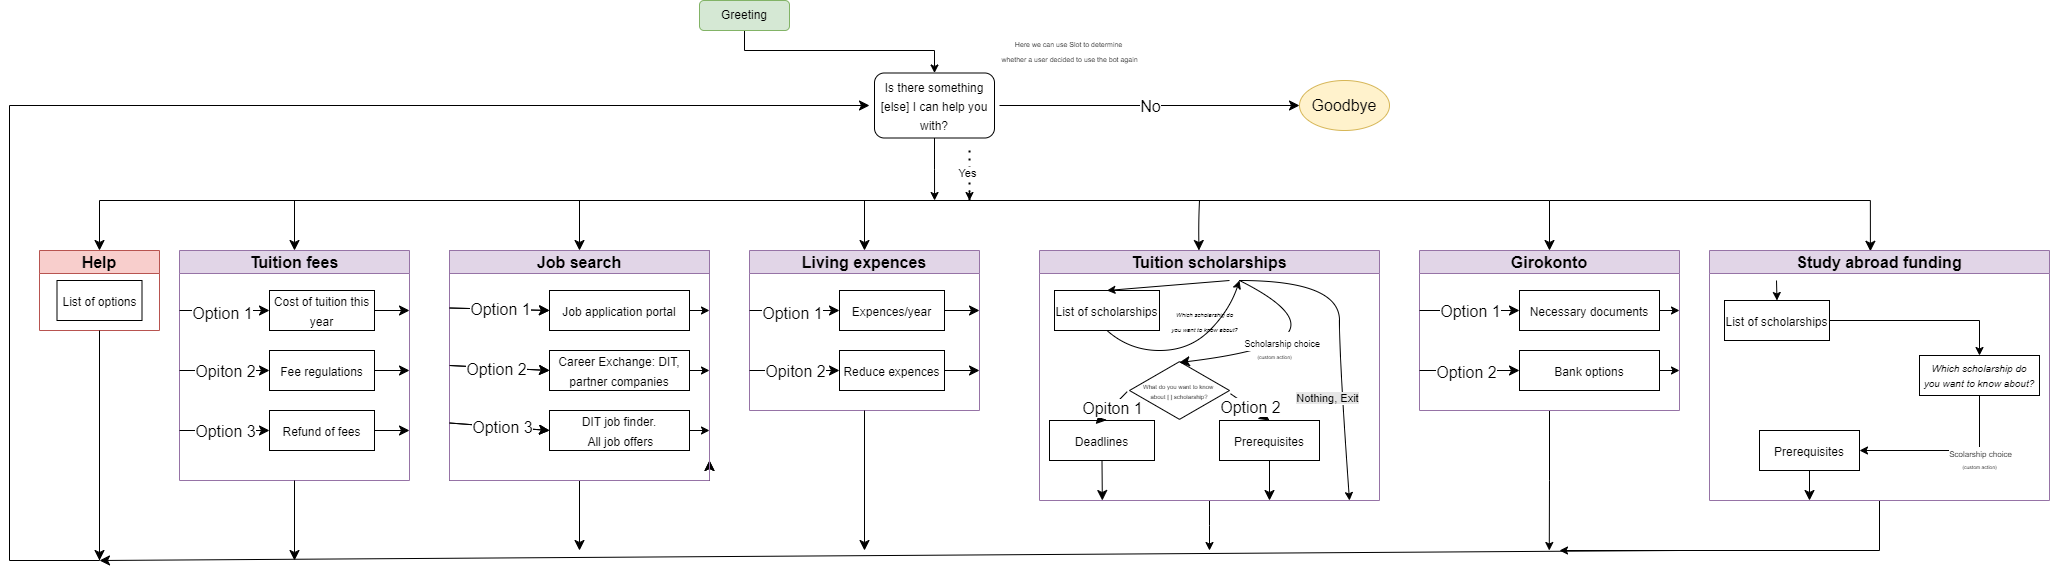 Greeting
Here we can use Slot to determine
whether a user decided to use the bot again
Is there something
[else] I can help you
with?
No
Goodbye
Yes
Help
List of options
Tuition fees
Option 1
Cost of tuition this
year
Opiton 2
Fee regulations
Option 3
Refund of fees
Job search
Option 1
Job application portal
Option 2
Career Exchange: DIT,
partner companies
Option 3
DIT job finder.
All job offers
Living expences
Option 1
Expences/year
Opiton 2
Reduce expences
Tuition scholarships
List of scholarships
Which scholarship do
you want to know about?
Scholarship choice
(custom action)
What do you want to know
about [ ] scholarship?
Nothing, Exit
Opiton 1
Option 2
Deadlines
Prerequisites
Girokonto
Option 1
Necessary documents
Option 2
Bank options
Study abroad funding
List of scholarships
Which scholarship do
you want to know about?
Prerequisites
Scolarship choice
(custom action)